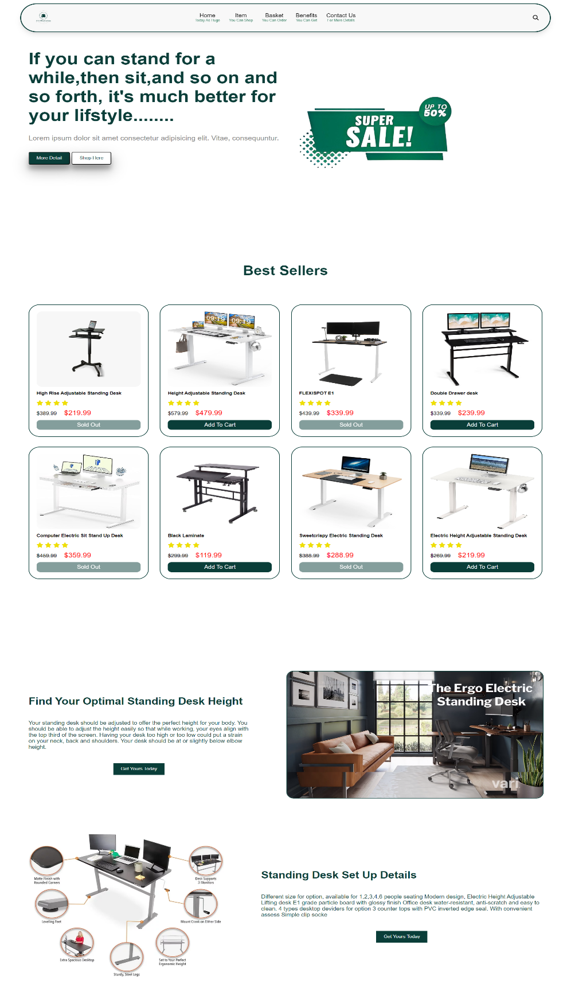 Home
Today As Huge
Item
You Can Shop
Basket
You Can Order
Benefits
You Can Get
Contact Us
For More Details
If you can stand for a
while,then sit,and so on and
so forth, it's much better for
your lifstyle........
Lorem ipsum dolor sit amet consectetur adipisicing elit. Vitae, consequuntur.
More Detail
Shop Here
UP TO
50%
SUPER
SALE!
Best Sellers
09:19
09:19
High Rise Adjustable Standing Desk
$389.99 $219.99
Sold Out
Height Adjustable Standing Desk
$579.99 $479.99
Add To Cart
FLEXISPOT E1
$439.99 $339.99
Sold Out
Double Drawer desk
$339.99 $239.99
Add To Cart
Computer Electric Sit Stand Up Desk
$459.99 $359.99
Sold Out
Black Laminate
$299.99 $119.99
Add To Cart
Sweetcrispy Electric Standing Desk
$388.99 $288.99
Sold Out
Electric Height Adjustable Standing Desk
$269.99 $219.99
Add To Cart
Find Your Optimal Standing Desk Height
Your standing desk should be adjusted to offer the perfect height for your body. You
should be able to adjust the height easily so that while working, your eyes align with
the top third of the screen. Having your desk too high or too low could put a strain
on your neck, back and shoulders. Your desk should be at or slightly below elbow
height.
Get Yours Today
The Ergo Electric
Standing Desk
vari
Matte Finish with
Rounded Corners
Desk Supports
3 Monitors
Leveling Feet
Mount Crank on Either Side
Extra Spacious Desktop
Set to Your Perfect
Ergonomic Height
Sturdy, Steel Legs
Standing Desk Set Up Details
Different size for option, available for 1,2,3,4,6 people seating Modern design, Electric Height Adjustable
Lifting desk E1 grade particle board with glossy finish Office desk water-resistant, anti-scratch and easy to
clean. 4 types desktop deviders for option 3 counter tops with PVC inverted edge seal. With convenient
assess Simple clip socke
Get Yours Today